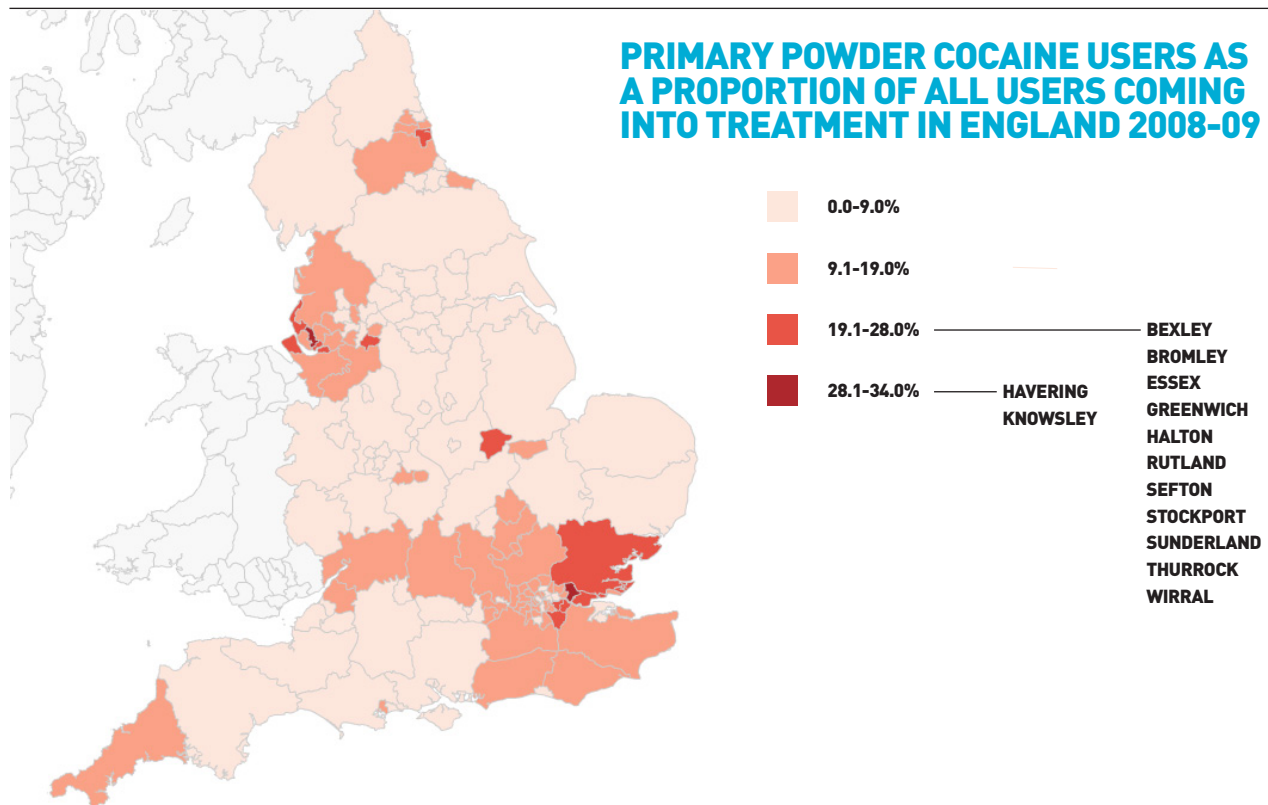 PRIMARY POWDER COCAINE USERS AS
A PROPORTION OF ALL USERS COMING
INTO TREATMENT IN ENGLAND 2008-09
0.0-9.0%
9.1-19.0%
19.1-28.0%
BEXLEY
BROMLEY
ESSEX
GREENWICH
HALTON
RUTLAND
SEFTON
STOCKPORT
SUNDERLAND
THURROCK
WIRRAL
28.1-34.0%
HAVERING
KNOWSLEY